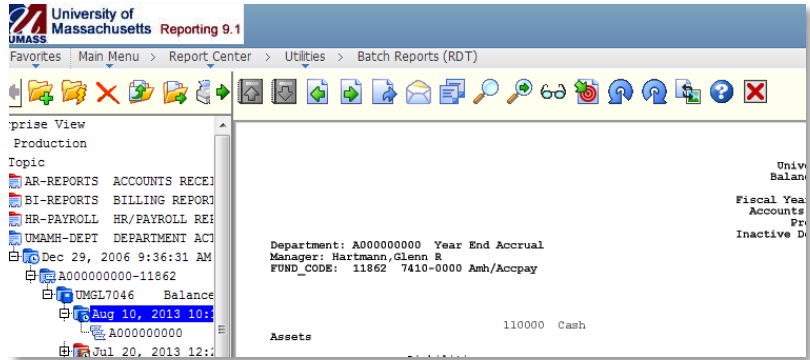 University of
Massachusetts Reporting 9.1
UMASS
Favorites Main Menu > Report Center > Utilities > Batch Reports (RDT)
rprise View
Production
Topic
AR-REPORTS ACCOUNTS RECEI
BI-REPORTS BILLING REPORT
HR-PAYROLL HR/PAYROLL REP
UMAMH-DEPT DEPARTMENT ACT
Dec 29, 2006 9:36:31 AM
A000000000-11862
UMGL7046 Balance
Aug 10, 2013 10:
A000000000
Jul 20, 2013 12:
Univ
Balan
Fiscal Yea
Accounts
Pr
Inactive D
Department: A000000000 Year End Accrual
Manager: Hartmann,Glenn R
FUND_CODE: 11862 7410-0000 Amh/Accpay
110000 Cash
Assets